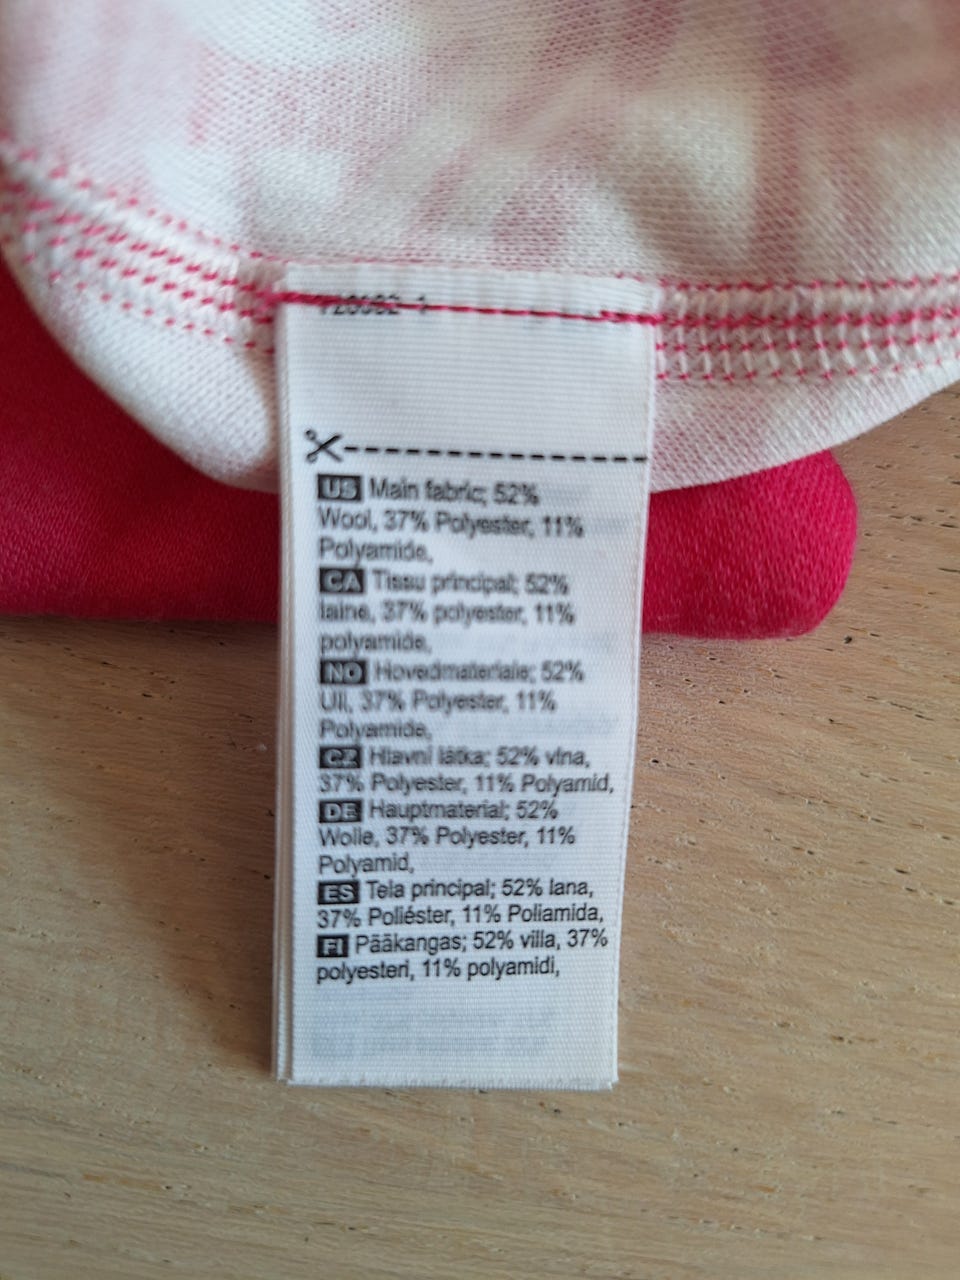 US Main fabric; 52%
Wool, 37% Polyester, 11%
Polyamide,
CA Tissu principal; 52%
laine, 37% polyester, 11%
polyamide,
NO Hovedmateriale; 52%
Ull, 37% Polyester, 11%
Polyamide,
CZ Hlavní látka; 52% vlna,
37% Polyester, 11% Polyamid,
DE Hauptmaterial; 52%
Wolle, 37% Polyester, 11%
Polyamid,
ES Tela principal; 52% lana,
37% Poliéster, 11% Poliamida,
FI Pääkangas; 52% villa, 37%
polyesteri, 11% polyamidi,